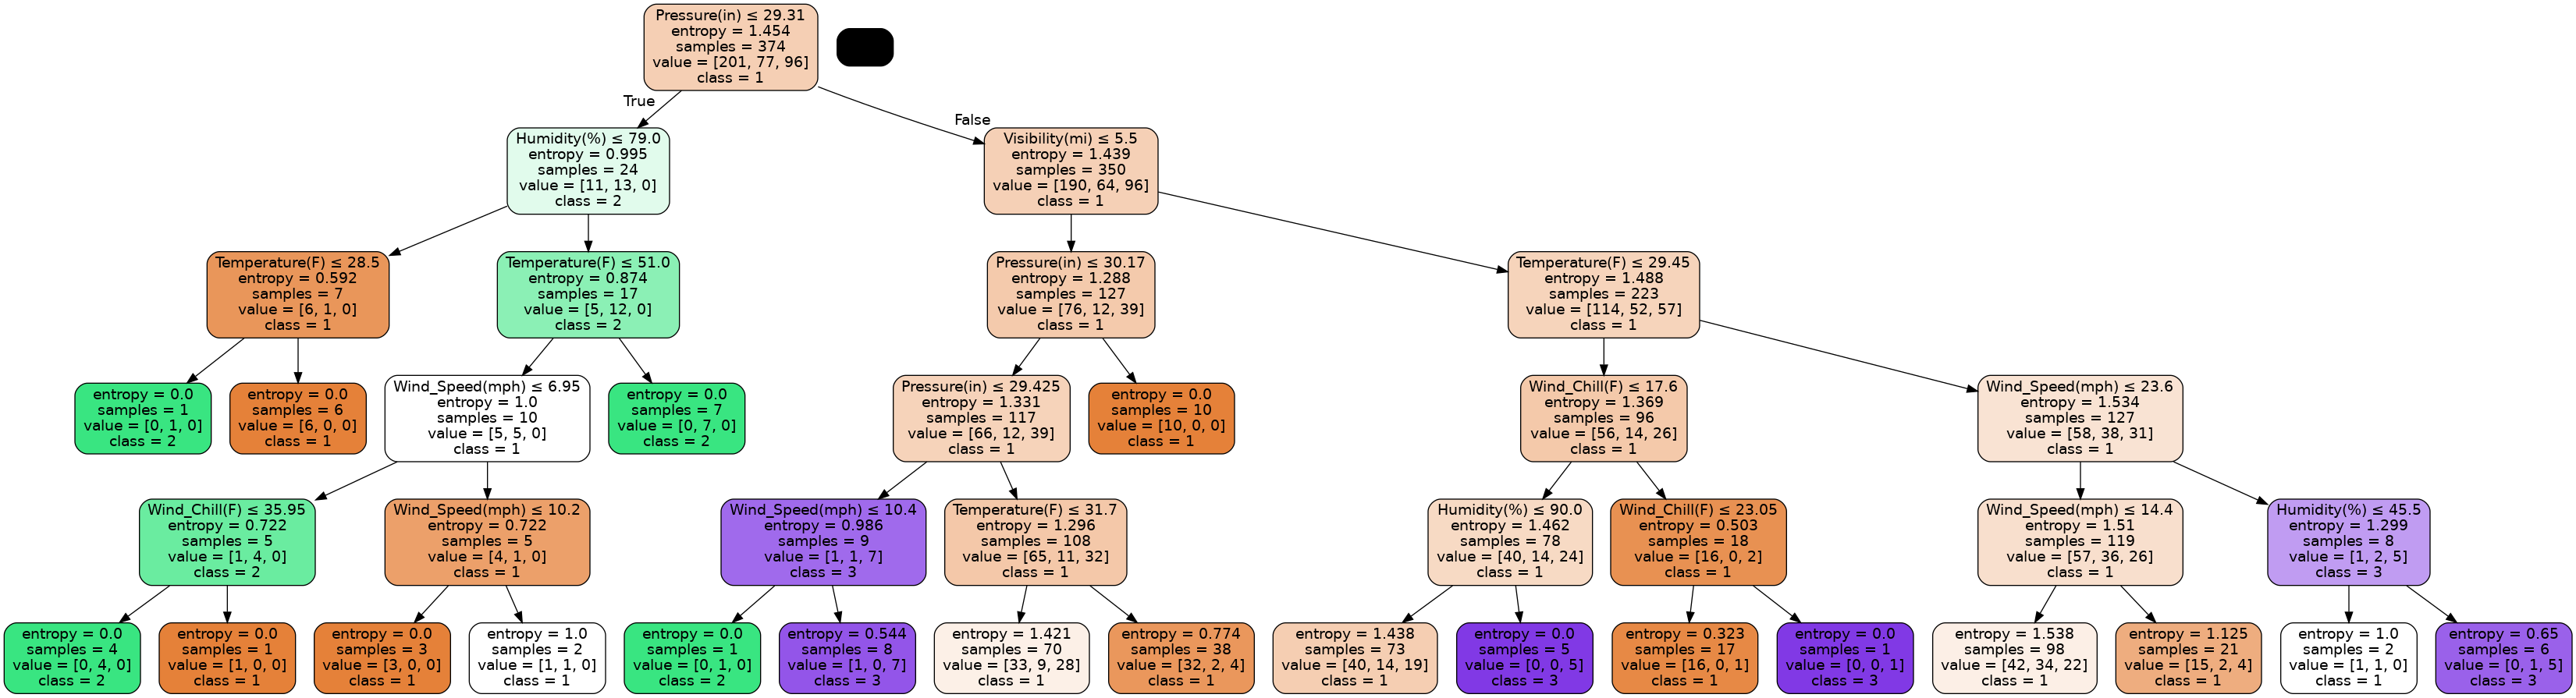 Pressure(in) ≤ 29.31
entropy = 1.454
samples = 374
value = [201, 77, 96]
class = 1
True
False
Humidity(%) ≤ 79.0
entropy = 0.995
samples = 24
value = [11, 13, 0]
class = 2
Visibility(mi) ≤ 5.5
entropy = 1.439
samples = 350
value = [190, 64, 96]
class = 1
Temperature(F) ≤ 28.5
entropy = 0.592
samples = 7
value = [6, 1, 0]
class = 1
Temperature(F) ≤ 51.0
entropy = 0.874
samples = 17
value = [5, 12, 0]
class = 2
Pressure(in) ≤ 30.17
entropy = 1.288
samples = 127
value = [76, 12, 39]
class = 1
Temperature(F) ≤ 29.45
entropy = 1.488
samples = 223
value = [114, 52, 57]
class = 1
entropy = 0.0
samples = 1
value = [0, 1, 0]
class = 2
entropy = 0.0
samples = 6
value = [6, 0, 0]
class = 1
Wind_Speed(mph) ≤ 6.95
entropy = 1.0
samples = 10
value = [5, 5, 0]
class = 1
entropy = 0.0
samples = 7
value = [0, 7, 0]
class = 2
Pressure(in) ≤ 29.425
entropy = 1.331
samples = 117
value = [66, 12, 39]
class = 1
entropy = 0.0
samples = 10
value = [10, 0, 0]
class = 1
Wind_Chill(F) ≤ 17.6
entropy = 1.369
samples = 96
value = [56, 14, 26]
class = 1
Wind_Speed(mph) ≤ 23.6
entropy = 1.534
samples = 127
value = [58, 38, 31]
class = 1
Wind_Chill(F) ≤ 35.95
entropy = 0.722
samples = 5
value = [1, 4, 0]
class = 2
Wind_Speed(mph) ≤ 10.2
entropy = 0.722
samples = 5
value = [4, 1, 0]
class = 1
Wind_Speed(mph) ≤ 10.4
entropy = 0.986
samples = 9
value = [1, 1, 7]
class = 3
Temperature(F) ≤ 31.7
entropy = 1.296
samples = 108
value = [65, 11, 32]
class = 1
Humidity(%) ≤ 90.0
entropy = 1.462
samples = 78
value = [40, 14, 24]
class = 1
Wind_Chill(F) ≤ 23.05
entropy = 0.503
samples = 18
value = [16, 0, 2]
class = 1
Wind_Speed(mph) ≤ 14.4
entropy = 1.51
samples = 119
value = [57, 36, 26]
class = 1
Humidity(%) ≤ 45.5
entropy = 1.299
samples = 8
value = [1, 2, 5]
class = 3
entropy = 0.0
samples = 4
value = [0, 4, 0]
class = 2
entropy = 0.0
samples = 1
value = [1, 0, 0]
class = 1
entropy = 0.0
samples = 3
value = [3, 0, 0]
class = 1
entropy = 1.0
samples = 2
value = [1, 1, 0]
class = 1
entropy = 0.0
samples = 1
value = [0, 1, 0]
class = 2
entropy = 0.544
samples = 8
value = [1, 0, 7]
class = 3
entropy = 1.421
samples = 70
value = [33, 9, 28]
class = 1
entropy = 0.774
samples = 38
value = [32, 2, 4]
class = 1
entropy = 1.438
samples = 73
value = [40, 14, 19]
class = 1
entropy = 0.0
samples = 5
value = [0, 0, 5]
class = 3
entropy = 0.323
samples = 17
value = [16, 0, 1]
class = 1
entropy = 0.0
samples = 1
value = [0, 0, 1]
class = 3
entropy = 1.538
samples = 98
value = [42, 34, 22]
class = 1
entropy = 1.125
samples = 21
value = [15, 2, 4]
class = 1
entropy = 1.0
samples = 2
value = [1, 1, 0]
class = 1
entropy = 0.65
samples = 6
value = [0, 1, 5]
class = 3